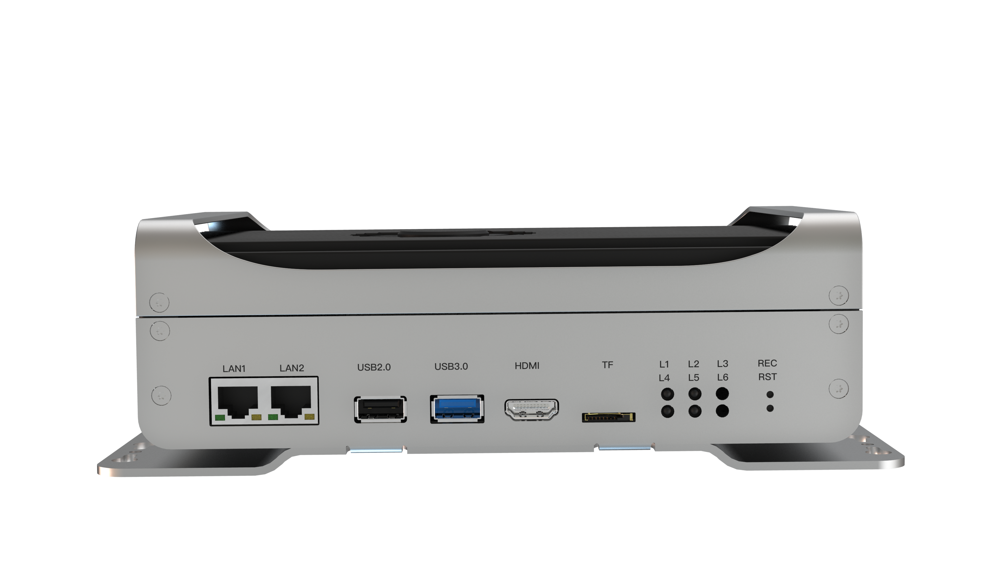 LAN1 LAN2 USB2.0 USB3.0 HDMI TF L1 L2 L3 REC
L4 L5 L6 RST